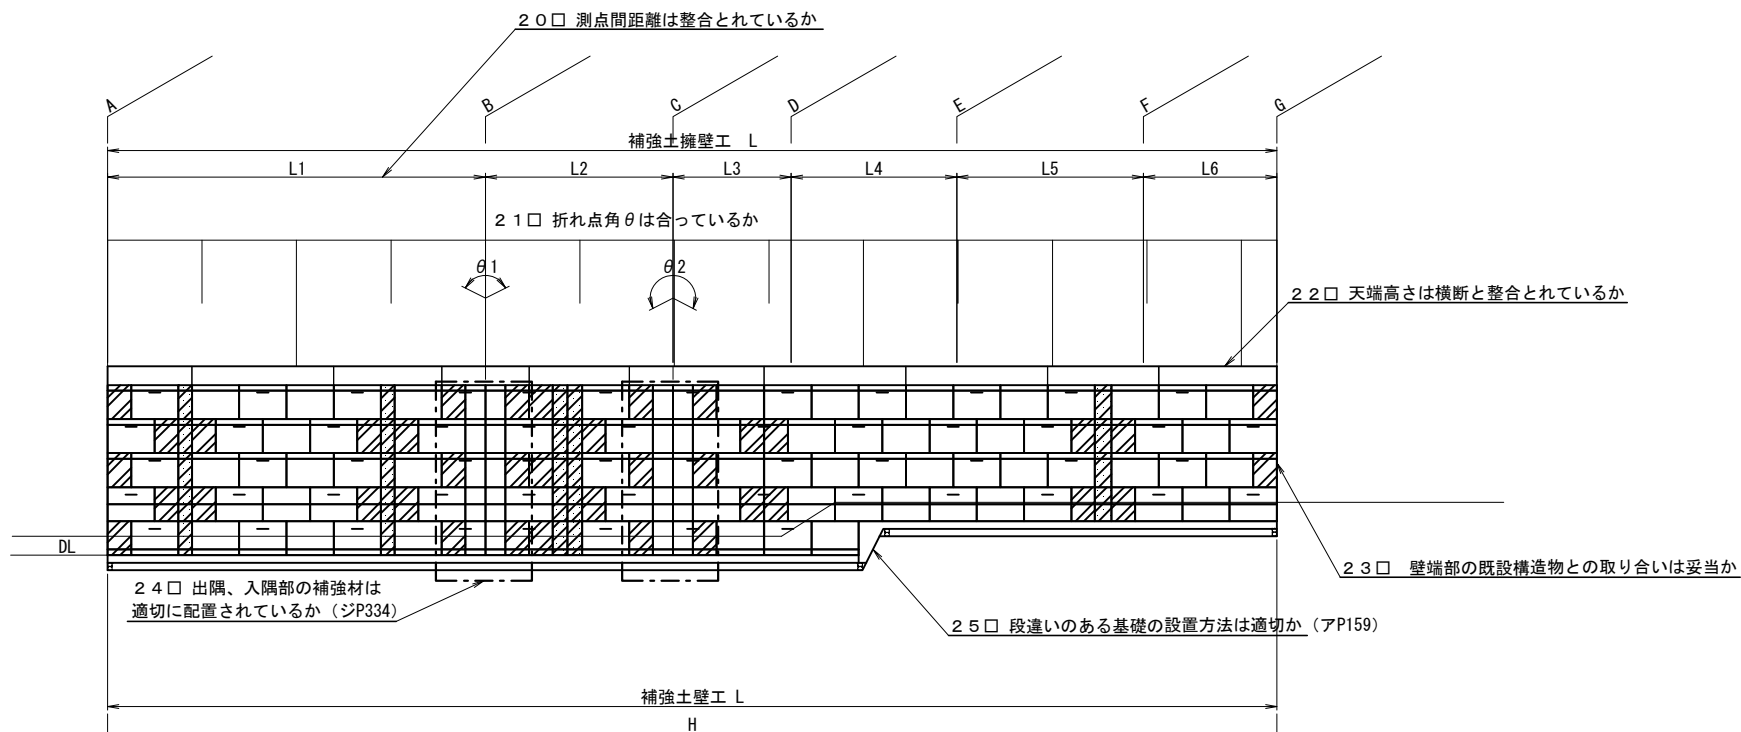 ２０□ 測点間距離は整合とれているか
A
B
C
D
E
F
G
補強土擁壁工 L
L1
L2
L3
L4
L5
L6
２１□ 折れ点角θは合っているか
θ1
θ2
２２□ 天端高さは横断と整合とれているか
DL
２３□ 壁端部の既設構造物との取り合いは妥当か
２４□ 出隅、入隅部の補強材は
適切に配置されているか（ジP334）
２５□ 段違いのある基礎の設置方法は適切か（アP159）
補強土壁工 L
H